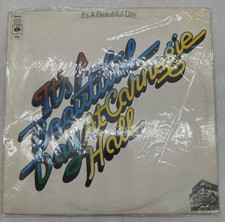 It's A Beautiful Day
It's A
Beautiful
Day at Carnegie
Hall